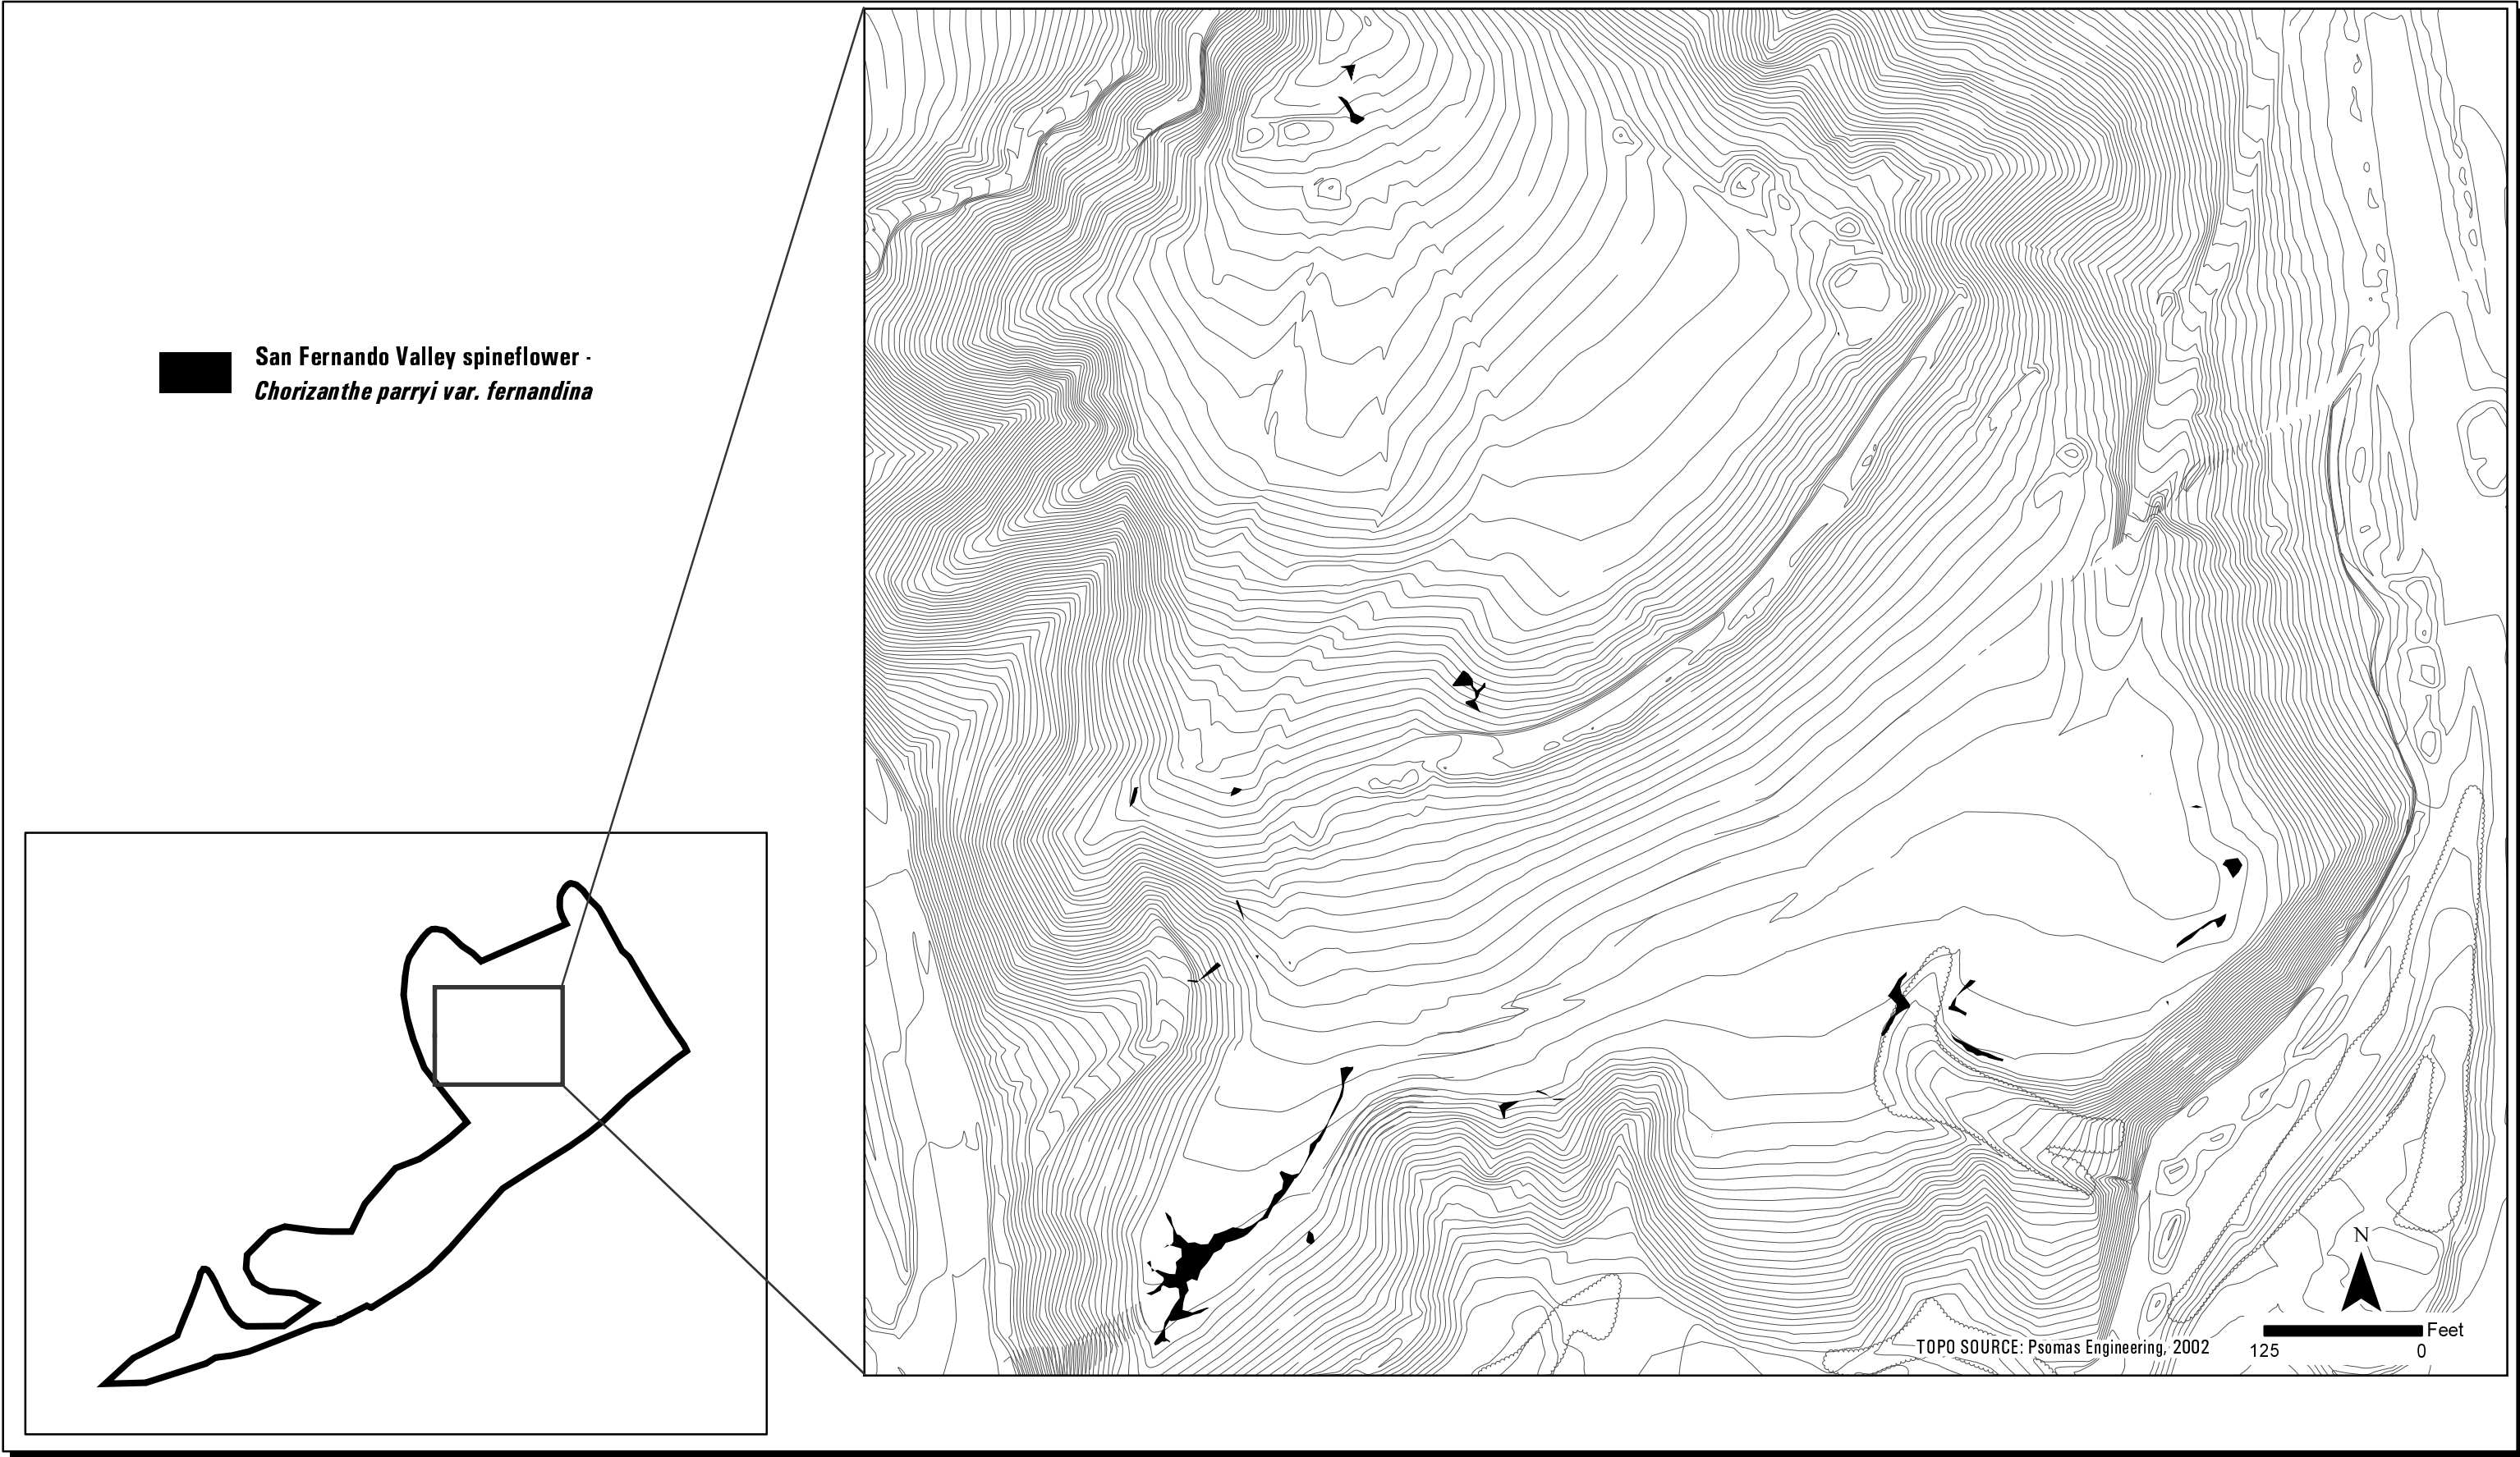 San Fernando Valley spineflower -
Chorizanthe parryi var. fernandina
N
TOPO SOURCE: Psomas Engineering, 2002
Feet
125 0